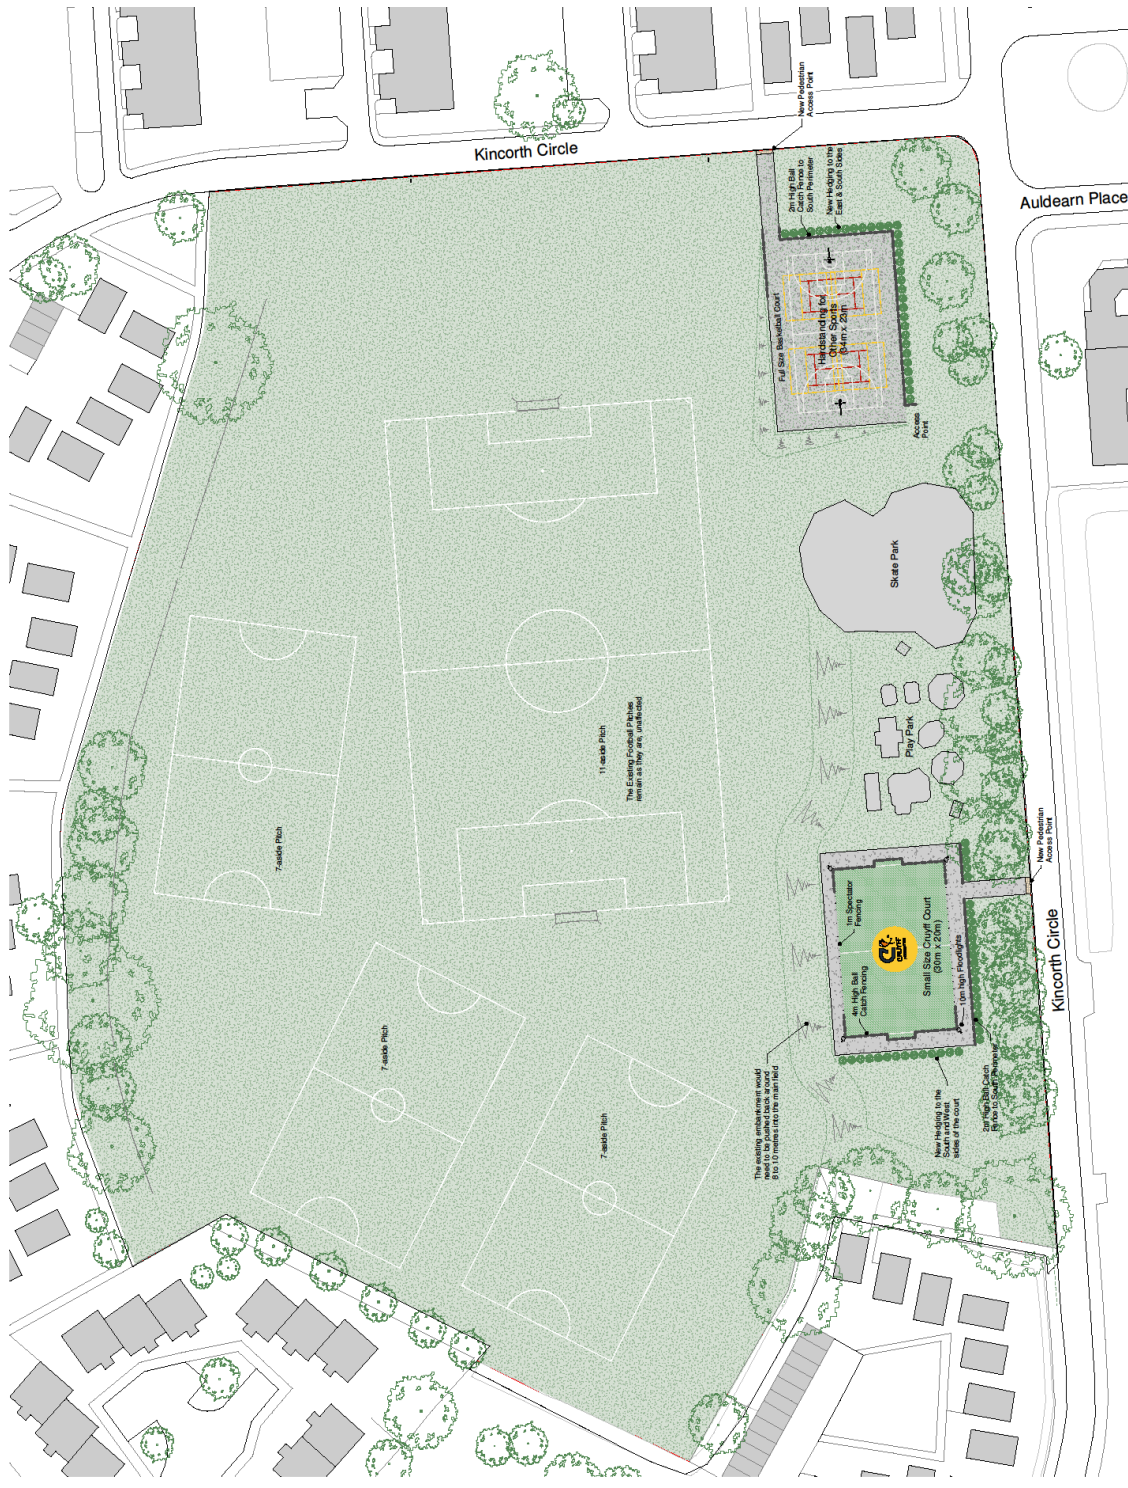 Kincorth Circle
New Pedestrian
Access Point
Auldearn Place
2m High Ball
Catch Fence to
South Perimeter
New Hedging to the
East & South Sides
Full Size Basketball Court
Hardstanding for
Other Sports
(34m x 23m)
Access
Point
Skate Park
Play Park
11-aside Pitch
The Existing Football Pitches
remain as they are, unaffected
7-aside Pitch
7-aside Pitch
7-aside Pitch
New Pedestrian
Access Point
Kincorth Circle
1m Spectator
Fencing
4m High Ball
Catch Fencing
CRUYFF
Small Size Cruyff Court
(30m x 20m)
10m high Floodlights
The existing embankment would
need to be pushed back around
8 to 10 metres into the main field
New Hedging to the
South and West
sides of the court
2m High Ball Catch
Fence to South Perimeter